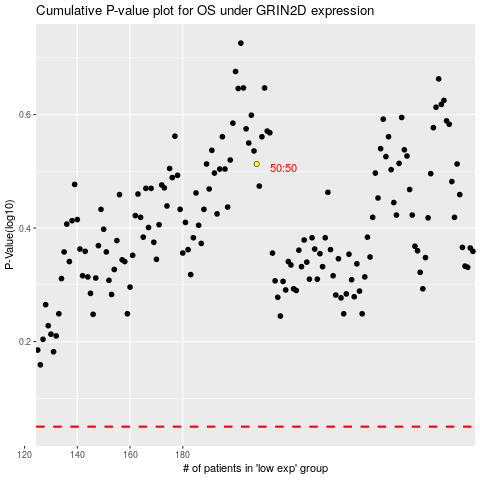 Cumulative P-value plot for OS under GRIN2D expression
P-Value(log10)
0.6
0.4
0.2
50:50
120 140 160 180
# of patients in 'low exp' group